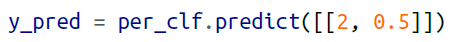 y_pred = per_clf.predict([[2, 0.5]])